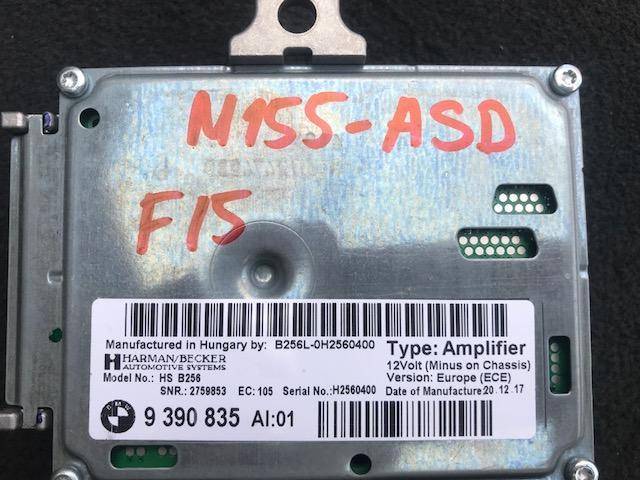 M155-ASD
F15
Manufactured in Hungary by: B256L-0H2560400
HARMAN/BECKER
AUTOMOTIVE SYSTEMS
Type: Amplifier
12Volt (Minus on Chassis)
Model No.: HS B256
Version: Europe (ECE)
SNR.: 2759853 EC: 105 Serial No.:H2560400 Date of Manufacture:20.12.17
BMW
9 390 835 AI:01